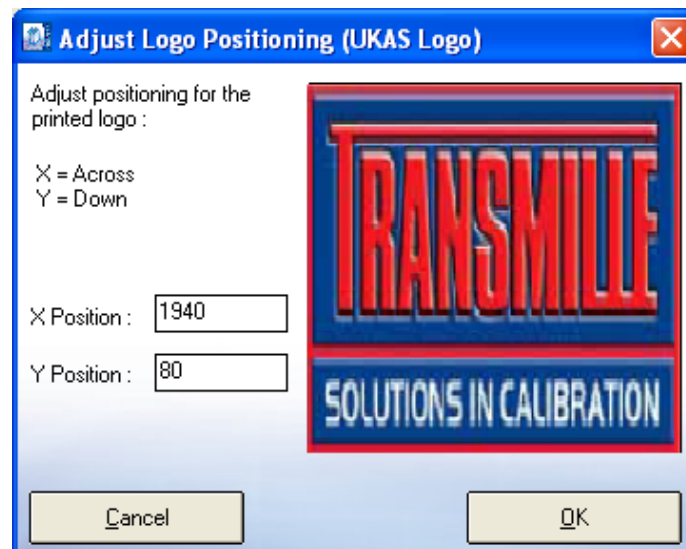 Adjust Logo Positioning (UKAS Logo)
Adjust positioning for the
printed logo :
X = Across
Y = Down
X Position : 1940
Y Position : 80
TRANSMILLE
SOLUTIONS IN CALIBRATION
Cancel
OK